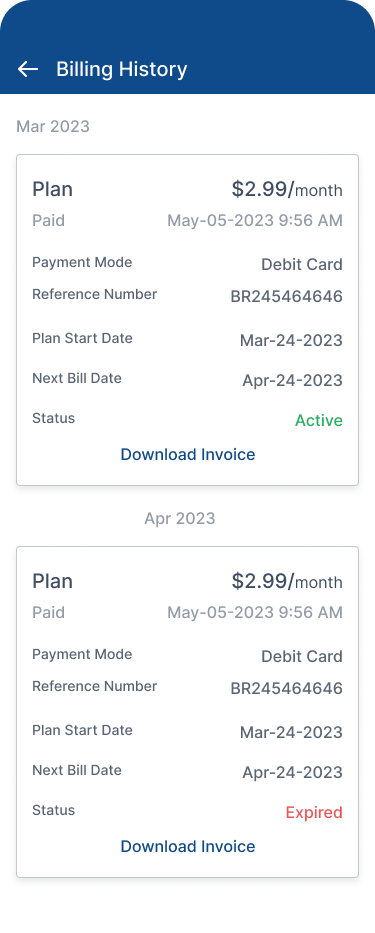 Billing History
Mar 2023
Plan $2.99/month
Paid May-05-2023 9:56 AM
Payment Mode Debit Card
Reference Number BR245464646
Plan Start Date Mar-24-2023
Next Bill Date Apr-24-2023
Status Active
Download Invoice
Apr 2023
Plan $2.99/month
Paid May-05-2023 9:56 AM
Payment Mode Debit Card
Reference Number BR245464646
Plan Start Date Mar-24-2023
Next Bill Date Apr-24-2023
Status Expired
Download Invoice